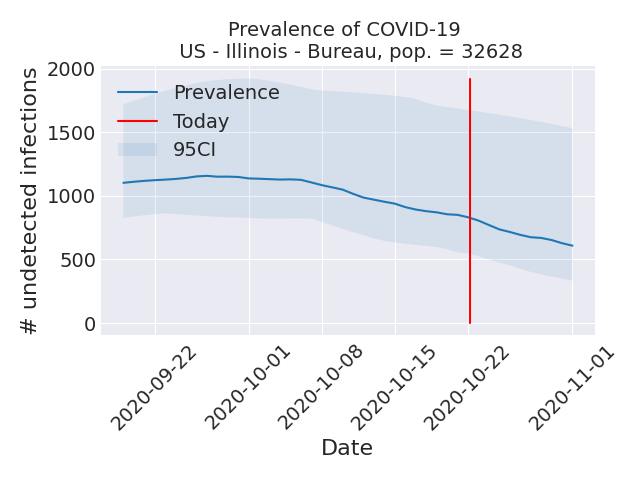 Prevalence of COVID-19
US - Illinois - Bureau, pop. = 32628
# undetected infections
2000
1500
1000
500
0
Prevalence
Today
95CI
2020-09-22
2020-10-01
2020-10-08
2020-10-15
2020-10-22
2020-11-01
Date